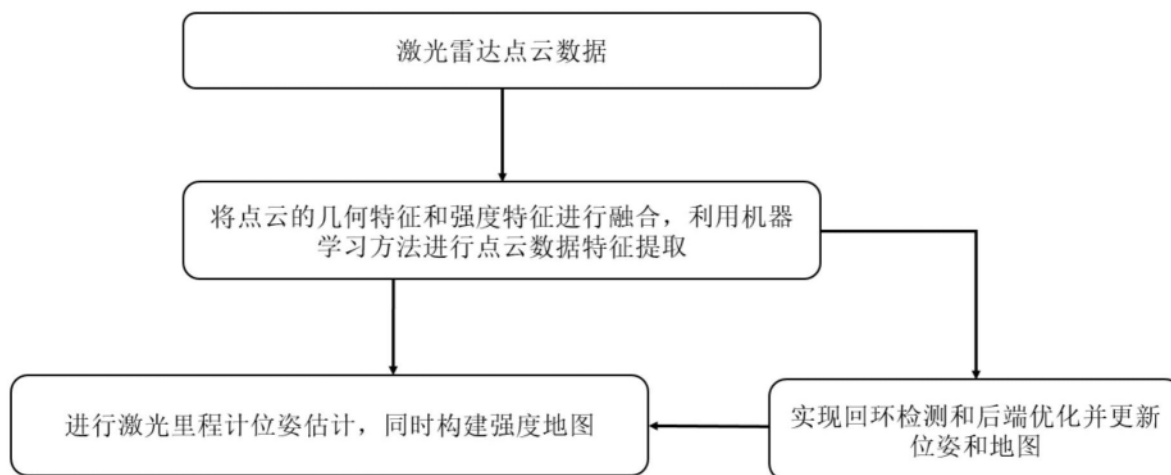 激光雷达点云数据
将点云的几何特征和强度特征进行融合，利用机器
学习方法进行点云数据特征提取
进行激光里程计位姿估计，同时构建强度地图
实现回环检测和后端优化并更新
位姿和地图